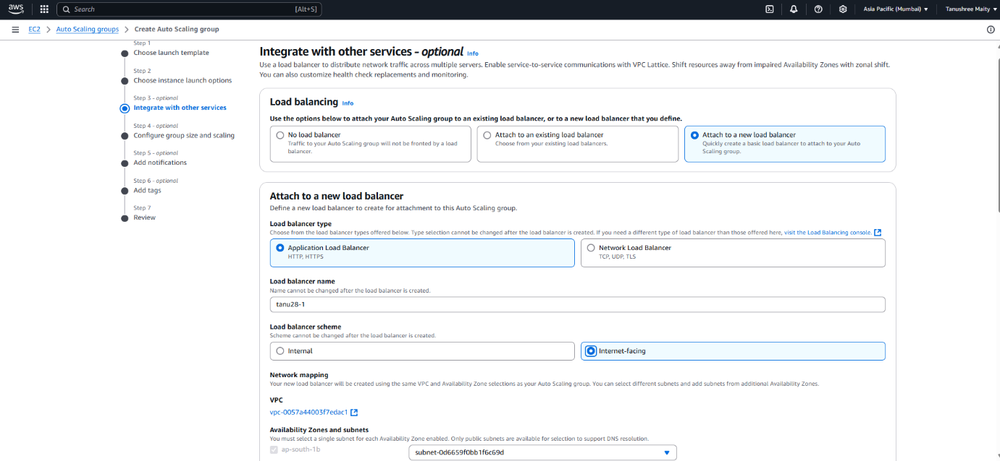 aws
Search [Alt+S] Asia Pacific (Mumbai) Tanushree Maity
EC2 > Auto Scaling groups > Create Auto Scaling group
Step 1
Choose launch template
Step 2
Choose instance launch options
Step 3 - optional
Integrate with other services
Step 4 - optional
Configure group size and scaling
Step 5 - optional
Add notifications
Step 6 - optional
Add tags
Step 7
Review
Integrate with other services - optional Info
Use a load balancer to distribute network traffic across multiple servers. Enable service-to-service communications with VPC Lattice. Shift resources away from impaired Availability Zones with zonal shift.
You can also customize health check replacements and monitoring.
Load balancing Info
Use the options below to attach your Auto Scaling group to an existing load balancer, or to a new load balancer that you define.
No load balancer
Traffic to your Auto Scaling group will not be fronted by a load
balancer.
Attach to an existing load balancer
Choose from your existing load balancers.
Attach to a new load balancer
Quickly create a basic load balancer to attach to your Auto
Scaling group.
Attach to a new load balancer
Define a new load balancer to create for attachment to this Auto Scaling group.
Load balancer type
Choose from the load balancer types offered below. Type selection cannot be changed after the load balancer is created. If you need a different type of load balancer than those offered here, visit the Load Balancing console.
Application Load Balancer
HTTP, HTTPS
Network Load Balancer
TCP, UDP, TLS
Load balancer name
Name cannot be changed after the load balancer is created.
tanu28-1
Load balancer scheme
Scheme cannot be changed after the load balancer is created.
Internal
Internet-facing
Network mapping
Your new load balancer will be created using the same VPC and Availability Zone selections as your Auto Scaling group. You can select different subnets and add subnets from additional Availability Zones.
VPC
vpc-0057a44003f7edac1
Availability Zones and subnets
You must select a single subnet for each Availability Zone enabled. Only public subnets are available for selection to support DNS resolution.
ap-south-1b
subnet-0d6659f0bb1f6c69d